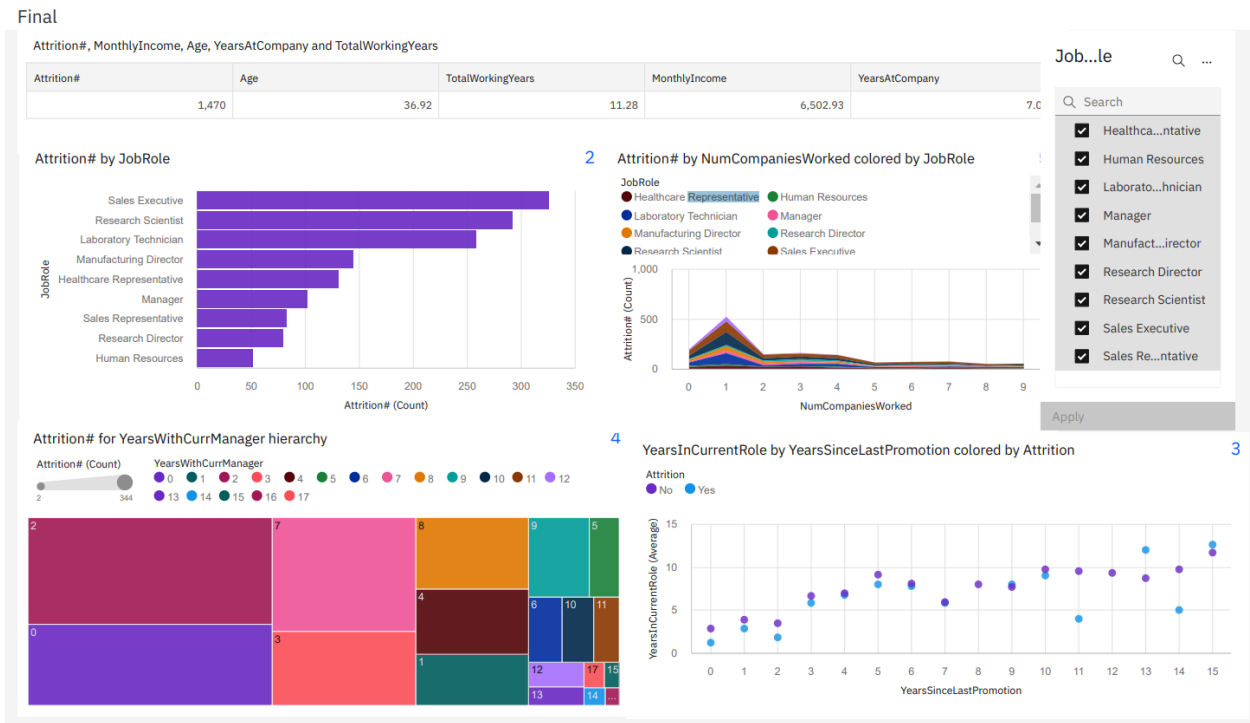 Final
Attrition#, MonthlyIncome, Age, YearsAtCompany and TotalWorkingYears
Attrition# Age TotalWorkingYears MonthlyIncome YearsAtCompany
1,470 36.92 11.28 6,502.93 7.0
Job...le
...
Search
Healthca...ntative
Human Resources
Laborato...hnician
Manager
Manufact...irector
Research Director
Research Scientist
Sales Executive
Sales Re...ntative
Apply
Attrition# by JobRole 2
JobRole
Sales Executive
Research Scientist
Laboratory Technician
Manufacturing Director
Healthcare Representative
Manager
Sales Representative
Research Director
Human Resources
0 50 100 150 200 250 300 350
Attrition# (Count)
Attrition# by NumCompaniesWorked colored by JobRole
JobRole
Healthcare Representative Human Resources
Laboratory Technician Manager
Manufacturing Director Research Director
Research Scientist Sales Executive
Attrition# (Count)
1,000
500
0
0 1 2 3 4 5 6 7 8 9
NumCompaniesWorked
Attrition# for YearsWithCurrManager hierarchy 4
Attrition# (Count)
2 344
YearsWithCurrManager
0 1 2 3 4 5 6 7 8 9 10 11 12
13 14 15 16 17
2 7 8 9 5
4 6 10 11
0 3 1 12 17 15
13 14 ...
YearsInCurrentRole by YearsSinceLastPromotion colored by Attrition 3
Attrition
No Yes
YearsInCurrentRole (Average)
15
10
5
0
0 1 2 3 4 5 6 7 8 9 10 11 12 13 14 15
YearsSinceLastPromotion